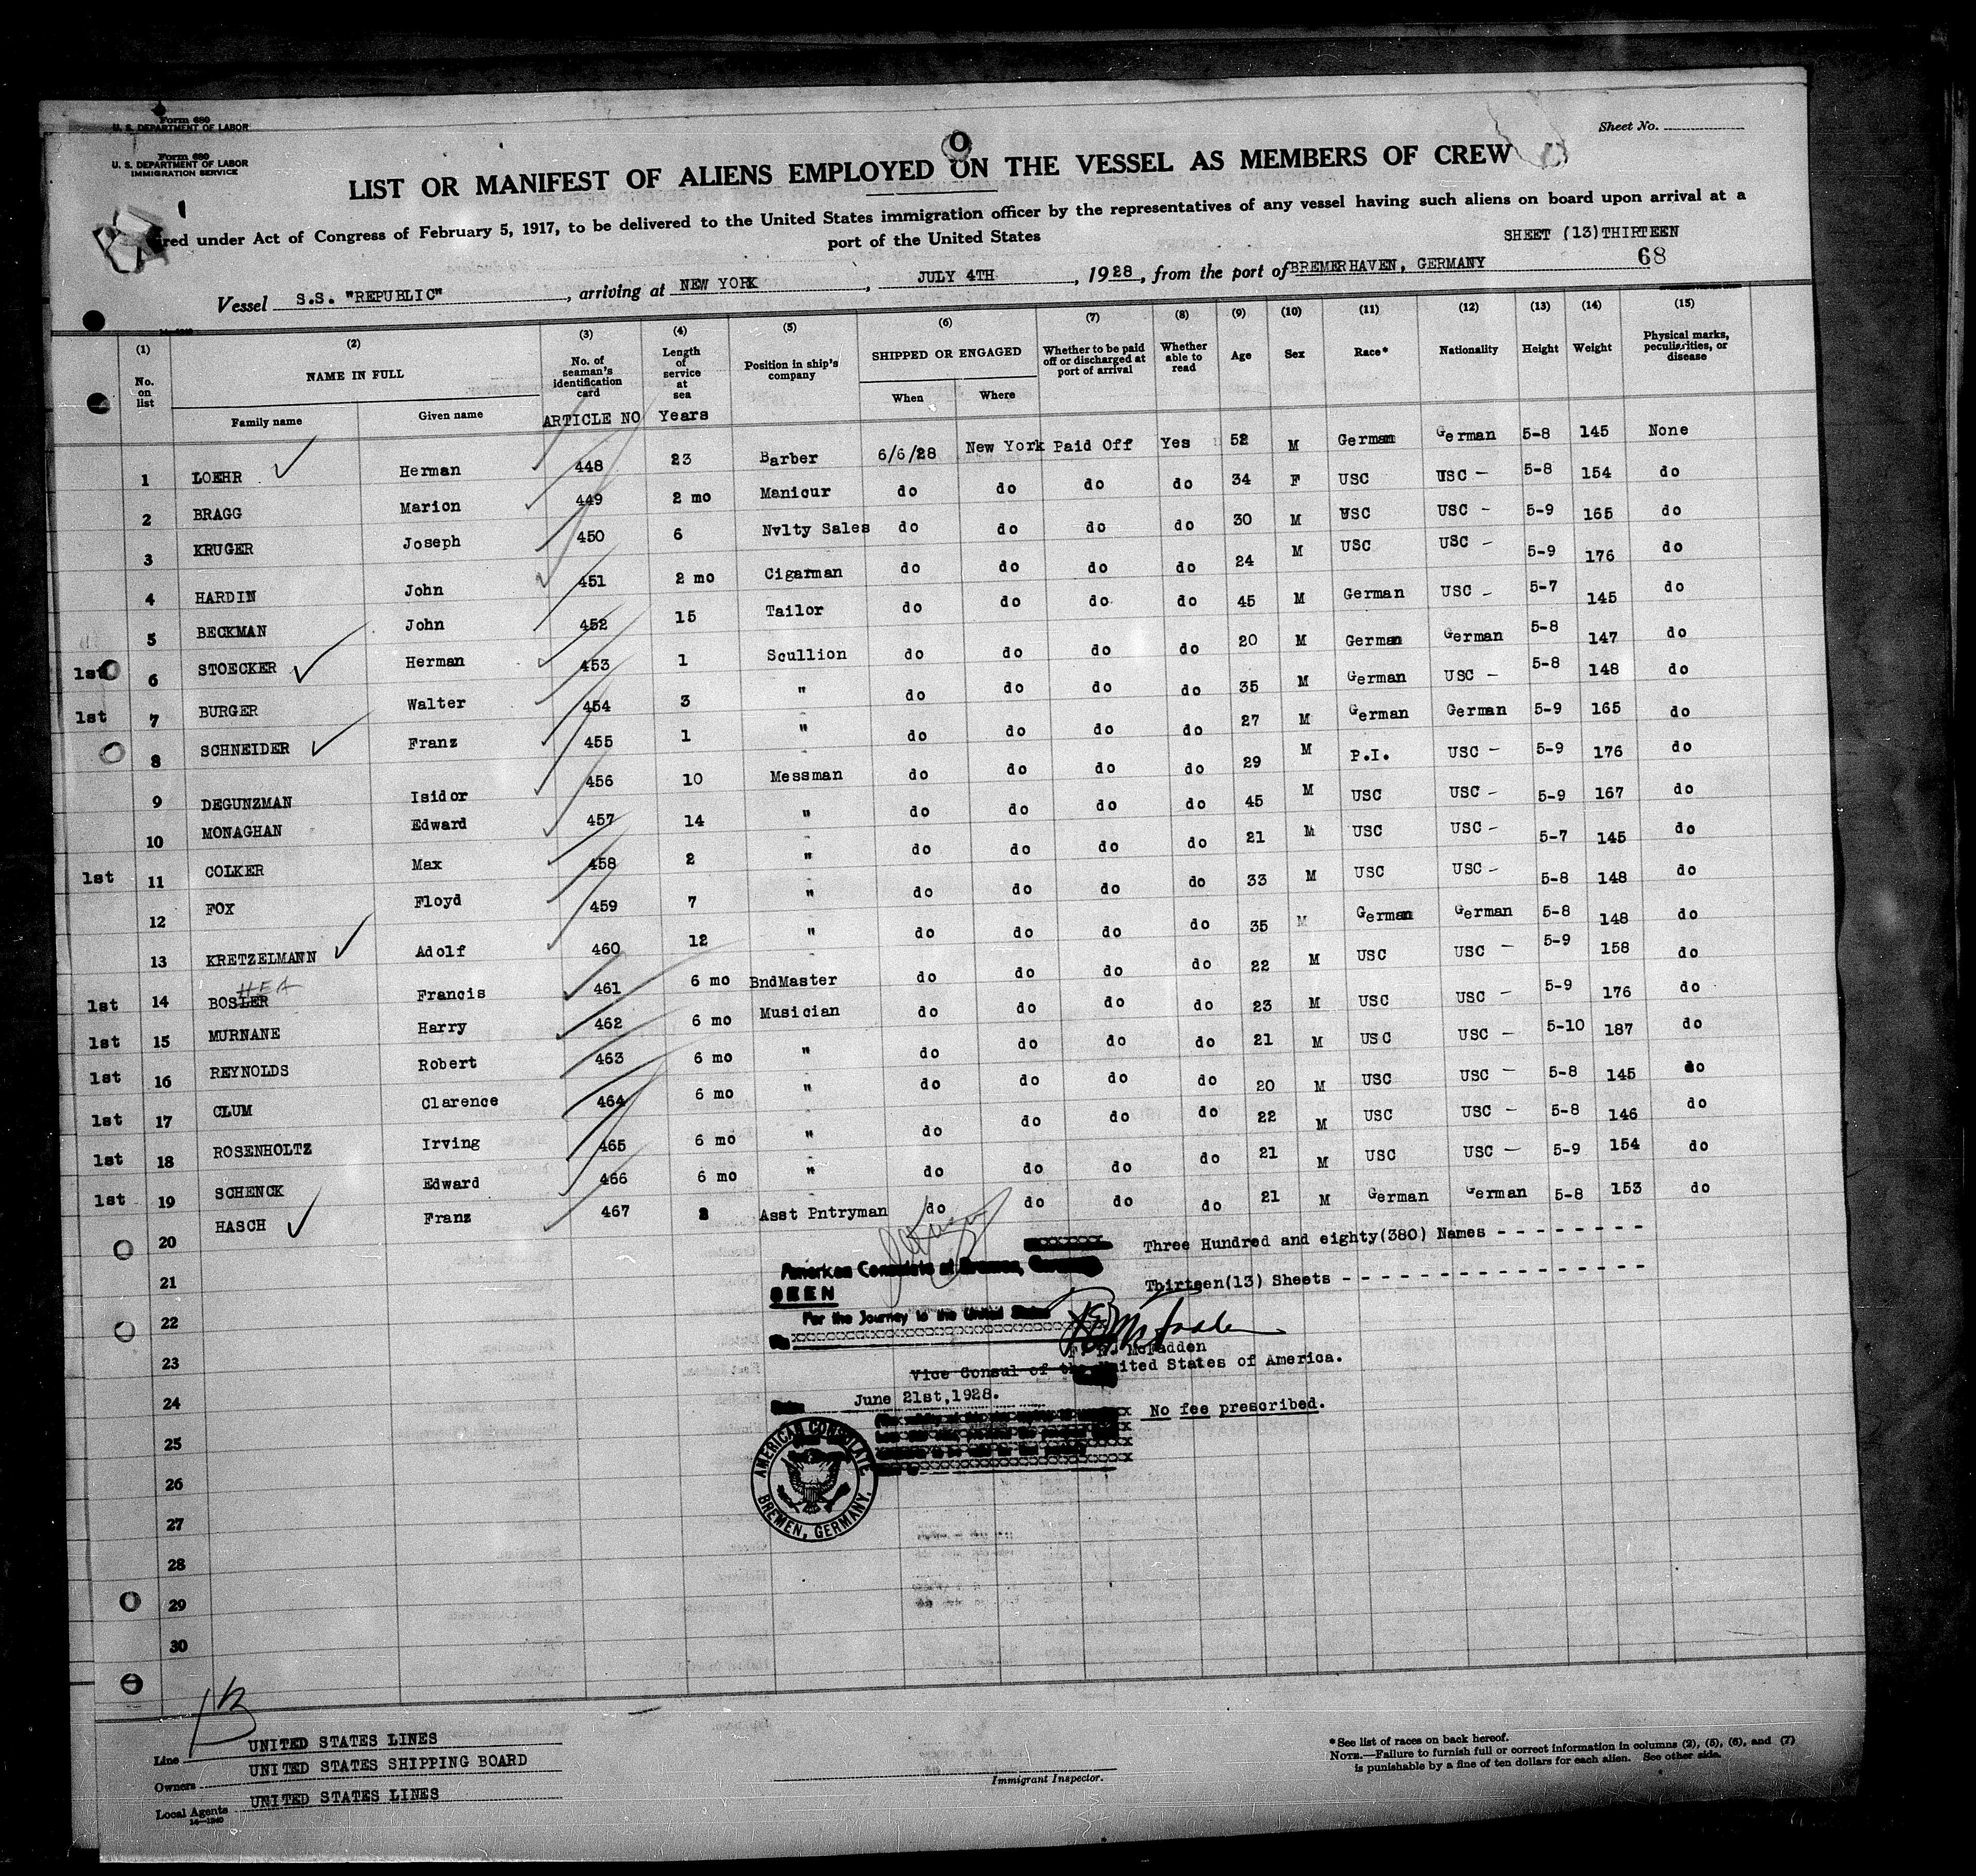 Form 680
U. S. DEPARTMENT OF LABOR
Form 680
U. S. DEPARTMENT OF LABOR
IMMIGRATION SERVICE
Sheet No.
LIST OR MANIFEST OF ALIENS EMPLOYED ON THE VESSEL AS MEMBERS OF CREW
red under Act of Congress of February 5, 1917, to be delivered to the United States immigration officer by the representatives of any vessel having such aliens on board upon arrival at a
port of the United States
SHEET (13)THIRTEEN
68
Vessel S.S. "REPUBLIC", arriving at NEW YORK, JULY 4TH, 1928, from the port of BREMERHAVEN, GERMANY
(1) (2) (3) (4) (5) (6) (7) (8) (9) (10) (11) (12) (13) (14) (15)
No. on list NAME IN FULL No. of seaman's identification card Length of service at sea Position in ship's company SHIPPED OR ENGAGED Whether to be paid off or discharged at port of arrival Whether able to read Age Sex Race* Nationality Height Weight Physical marks, peculiarities, or disease
Family name Given name ARTICLE NO Years When Where
1 LOEHR Herman 448 23 Barber 6/6/28 New York Paid Off Yes 52 M German German 5-8 145 None
2 BRAGG Marion 449 2 mo Manicur do do do do 34 F USC USC - 5-8 154 do
3 KRUGER Joseph 450 6 Nvlty Sales do do do do 30 M USC USC - 5-9 165 do
4 HARDIN John 451 2 mo Cigarman do do do do 24 M USC USC - 5-9 176 do
5 BECKMAN John 452 15 Tailor do do do do 45 M German USC - 5-7 145 do
1st 6 STOECKER Herman 453 1 Scullion do do do do 20 M German German 5-8 147 do
1st 7 BURGER Walter 454 3 " do do do do 35 M German USC - 5-8 148 do
8 SCHNEIDER Franz 455 1 " do do do do 27 M German German 5-9 165 do
9 DEGUNZMAN Isidor 456 10 Messman do do do do 29 M P.I. USC - 5-9 176 do
10 MONAGHAN Edward 457 14 " do do do do 45 M USC USC - 5-9 167 do
1st 11 COLKER Max 458 2 " do do do do 21 M USC USC - 5-7 145 do
12 FOX Floyd 459 7 " do do do do 33 M USC USC - 5-8 148 do
13 KRETZELMANN Adolf 460 12 " do do do do 35 M German German 5-8 148 do
HEA
1st 14 BOSLER Francis 461 6 mo BndMaster do do do do 22 M USC USC - 5-9 158 do
1st 15 MURNANE Harry 462 6 mo Musician do do do do 23 M USC USC - 5-9 176 do
1st 16 REYNOLDS Robert 463 6 mo " do do do do 21 M USC USC - 5-10 187 do
1st 17 CLUM Clarence 464 6 mo " do do do do 20 M USC USC - 5-8 145 do
1st 18 ROSENHOLTZ Irving 465 6 mo " do do do do 22 M USC USC - 5-8 146 do
1st 19 SCHENCK Edward 466 6 mo " do do do do 21 M USC USC - 5-9 154 do
20 HASCH Franz 467 2 Asst Pntryman do do do do 21 M German German 5-8 153 do
Three Hundred and eighty(380) Names - - - - - - - -
21
American Consulate at Bremen, Germany
Thirteen(13) Sheets - - - - - - - - - - - - - - - -
SEEN
22
For the Journey to the United States
McFadden
23
Vice Consul of the United States of America.
24
Date June 21st, 1928.
No fee prescribed.
25
AMERICAN CONSULATE
BREMEN, GERMANY.
26
27
28
29
30
Line UNITED STATES LINES
Owners UNITED STATES SHIPPING BOARD
Local Agents UNITED STATES LINES
14-1240
Immigrant Inspector.
*See list of races on back hereof.
NOTE.—Failure to furnish full or correct information in columns (2), (5), (6), and (7)
is punishable by a fine of ten dollars for each alien. See other side.